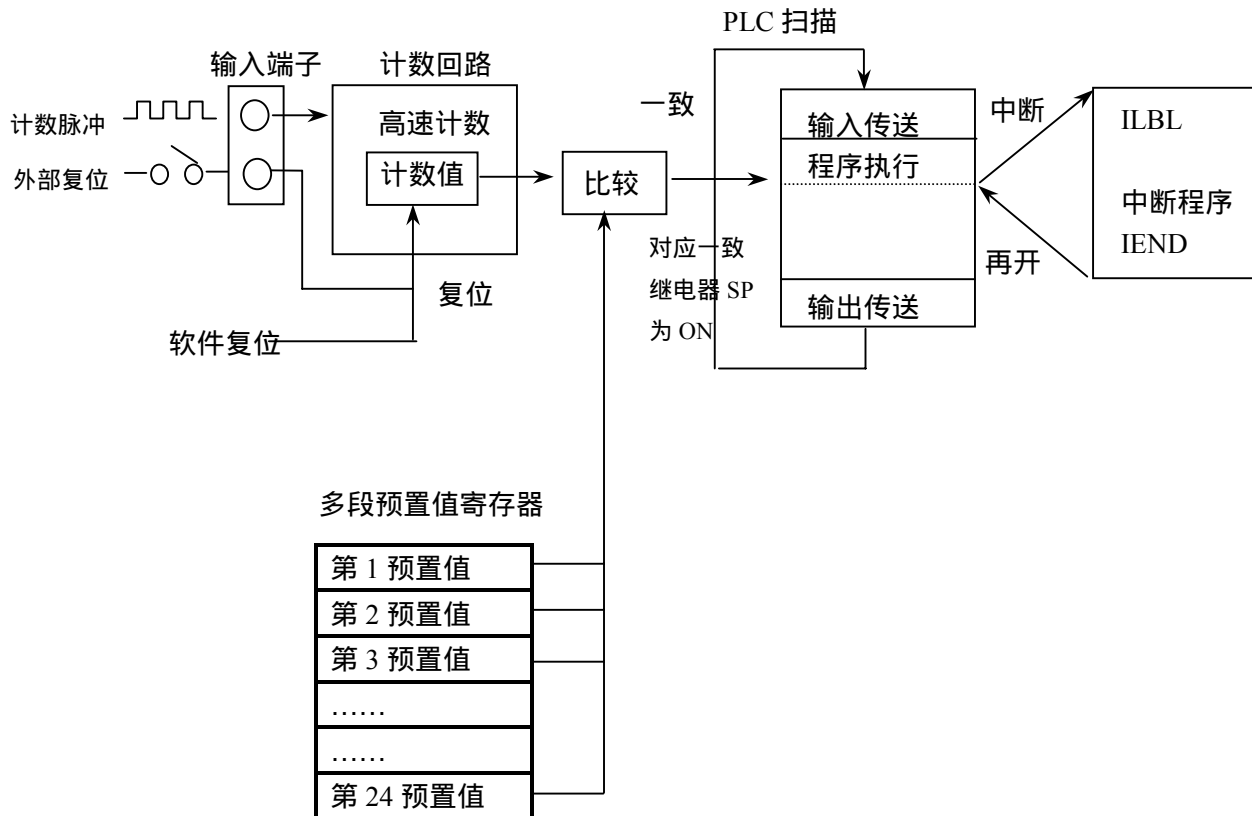 PLC 扫描
输入端子
计数回路
计数脉冲
外部复位
高速计数
计数值
复位
软件复位
一致
比较
对应一致
继电器 SP
为 ON
输入传送
程序执行
输出传送
中断
再开
ILBL
中断程序
IEND
多段预置值寄存器
第 1 预置值
第 2 预置值
第 3 预置值
……
……
第 24 预置值